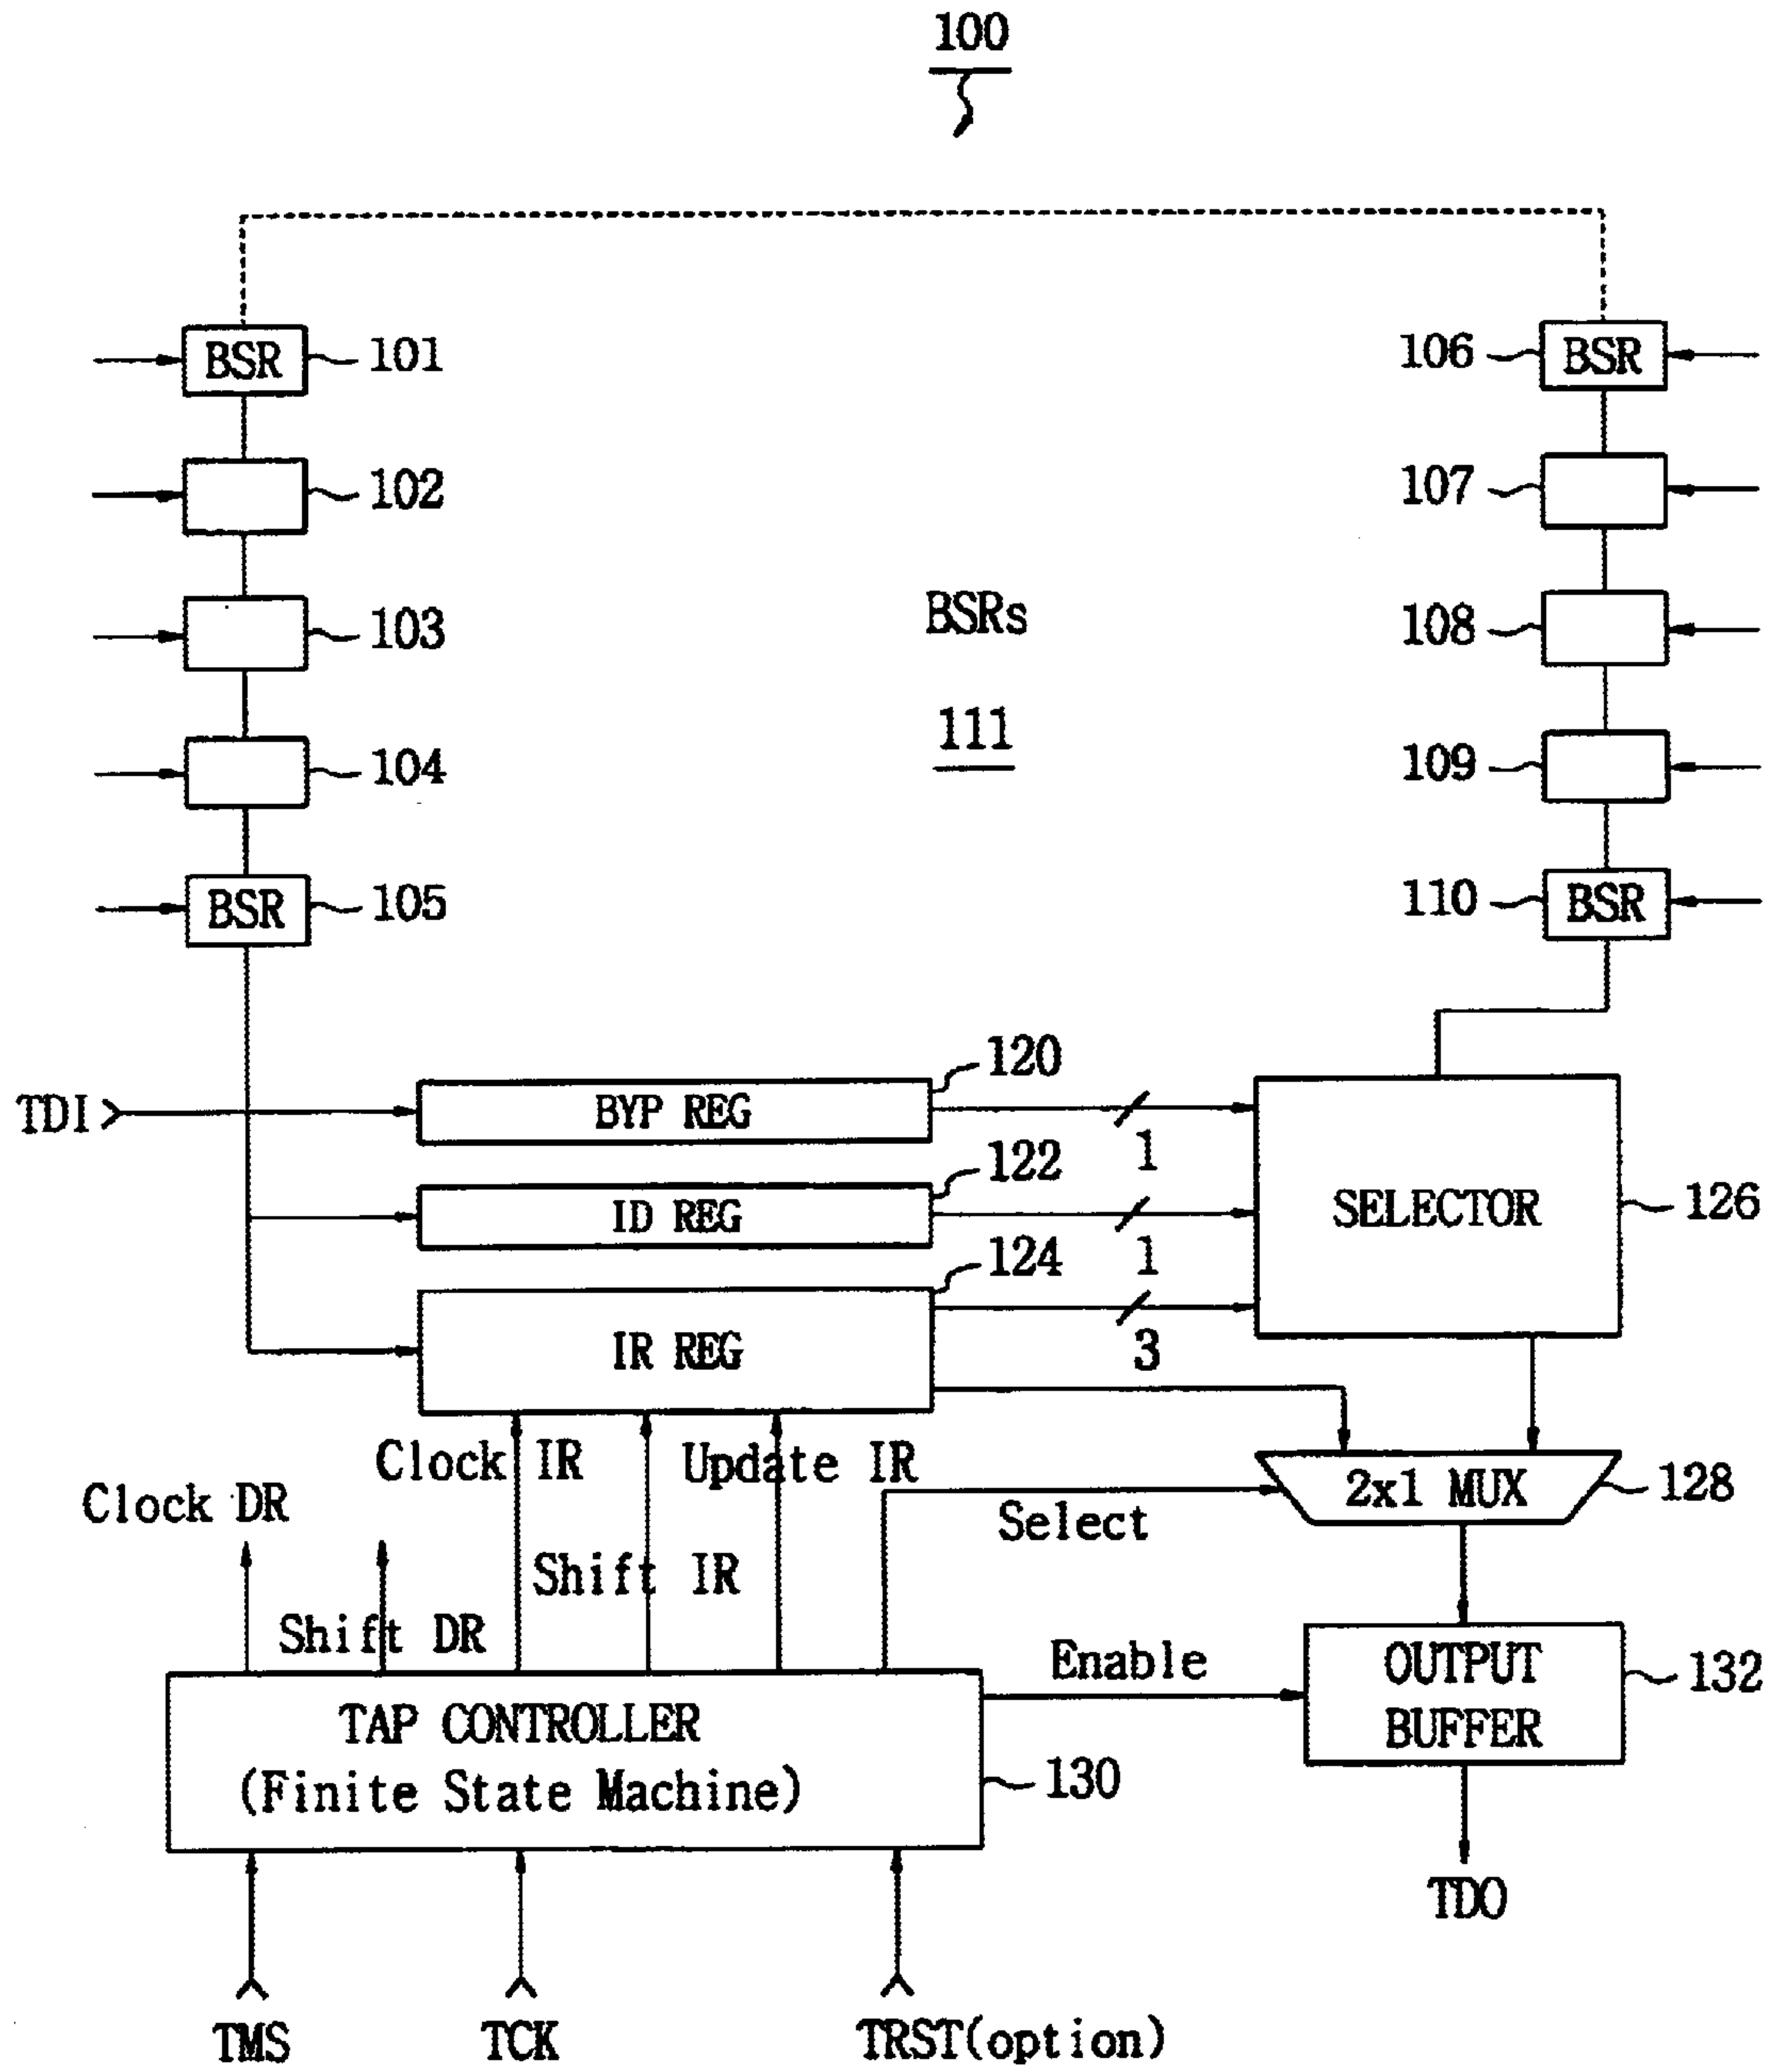 100
BSR
101
106
BSR
102
107
103
BSRs
108
111
104
109
BSR
105
110
BSR
TDI
BYP REG
120
1
ID REG
122
1
SELECTOR
126
IR REG
124
3
Clock IR
Update IR
Clock DR
Select
2x1 MUX
128
Shift IR
Shift DR
Enable
OUTPUT
BUFFER
132
TAP CONTROLLER
(Finite State Machine)
130
TDO
TMS
TCK
TRST(option)